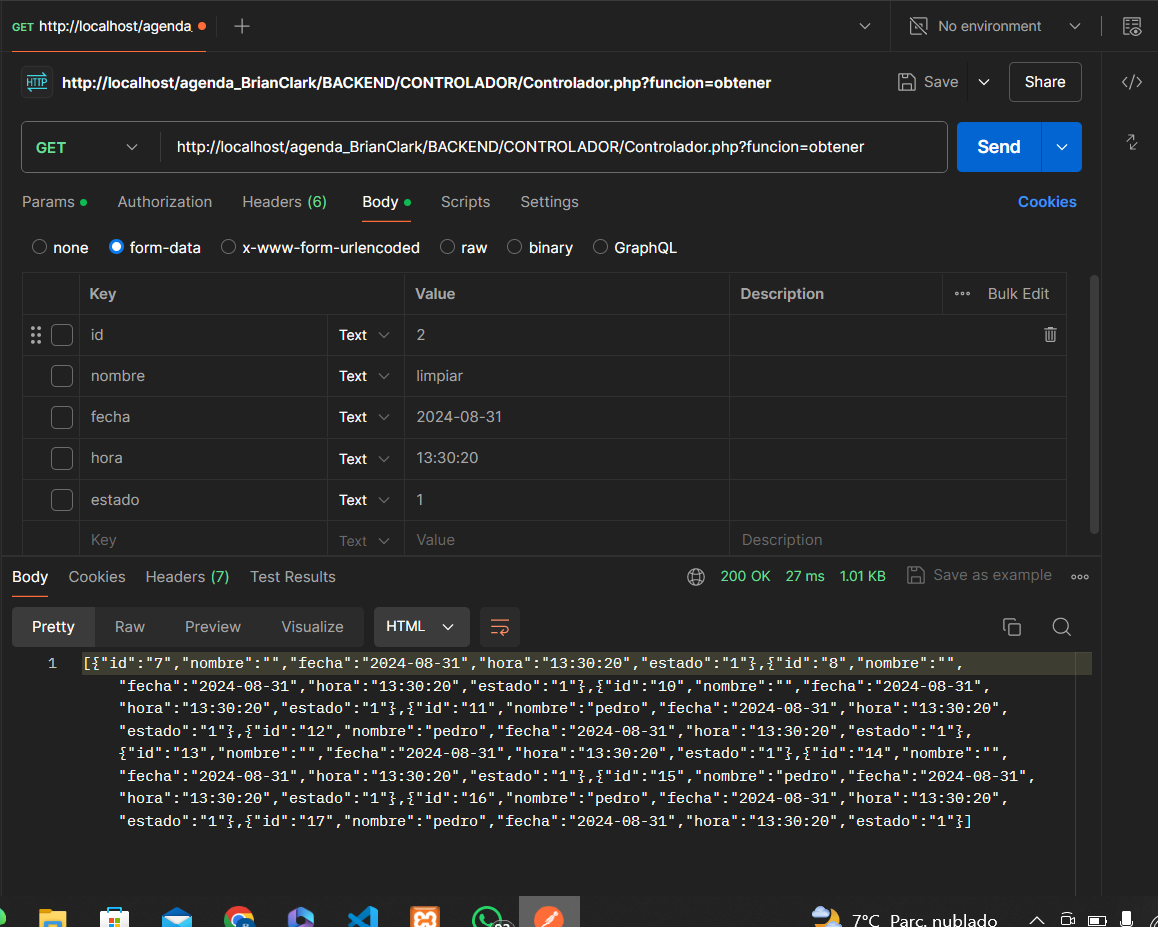 GET http://localhost/agenda
No environment
HTTP http://localhost/agenda_BrianClark/BACKEND/CONTROLADOR/Controlador.php?funcion=obtener
Save
Share
GET http://localhost/agenda_BrianClark/BACKEND/CONTROLADOR/Controlador.php?funcion=obtener
Send
Params Authorization Headers (6) Body Scripts Settings Cookies
none form-data x-www-form-urlencoded raw binary GraphQL
Key Value Description Bulk Edit
id Text 2
nombre Text limpiar
fecha Text 2024-08-31
hora Text 13:30:20
estado Text 1
Key Text Value Description
Body Cookies Headers (7) Test Results 200 OK 27 ms 1.01 KB Save as example
Pretty Raw Preview Visualize HTML
1 [{"id":"7","nombre":"","fecha":"2024-08-31","hora":"13:30:20","estado":"1"},{"id":"8","nombre":"",
"fecha":"2024-08-31","hora":"13:30:20","estado":"1"},{"id":"10","nombre":"","fecha":"2024-08-31",
"hora":"13:30:20","estado":"1"},{"id":"11","nombre":"pedro","fecha":"2024-08-31","hora":"13:30:20",
"estado":"1"},{"id":"12","nombre":"pedro","fecha":"2024-08-31","hora":"13:30:20","estado":"1"},
{"id":"13","nombre":"","fecha":"2024-08-31","hora":"13:30:20","estado":"1"},{"id":"14","nombre":"",
"fecha":"2024-08-31","hora":"13:30:20","estado":"1"},{"id":"15","nombre":"pedro","fecha":"2024-08-31",
"hora":"13:30:20","estado":"1"},{"id":"16","nombre":"pedro","fecha":"2024-08-31","hora":"13:30:20",
"estado":"1"},{"id":"17","nombre":"pedro","fecha":"2024-08-31","hora":"13:30:20","estado":"1"}]
7°C Parc. nublado